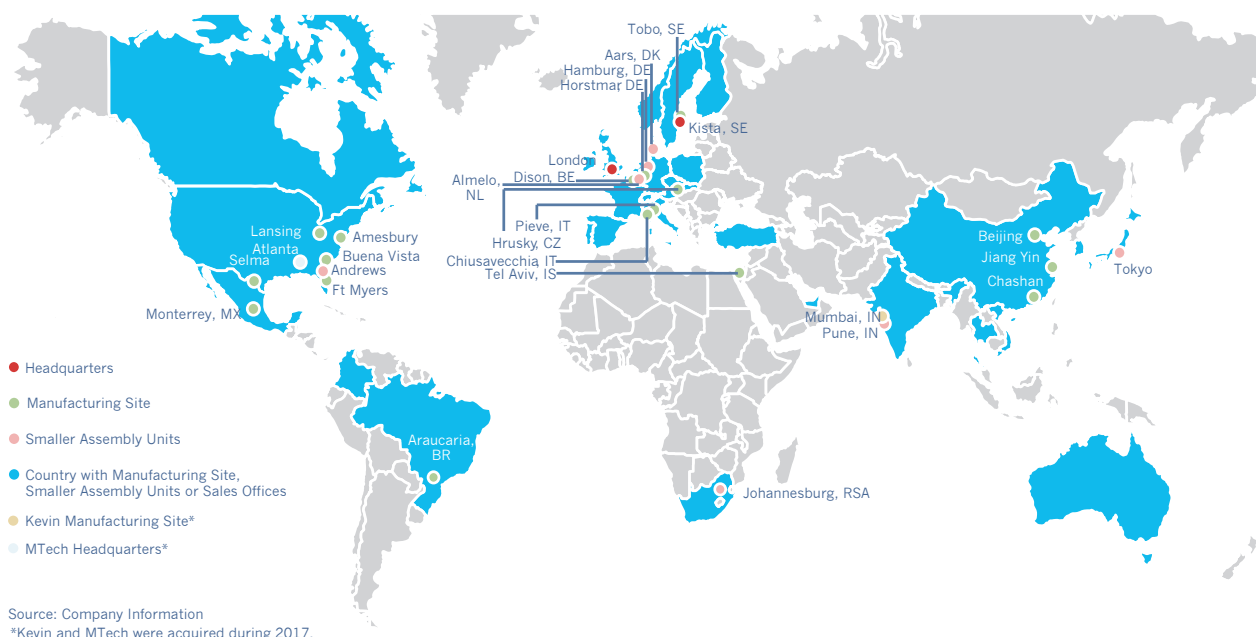 Tobo, SE
Aars, DK
Hamburg, DE
Horstmar, DE
Kista, SE
London
Almelo,
NL
Dison, BE
Pieve, IT
Hrusky, CZ
Chiusavecchia, IT
Tel Aviv, IS
Lansing
Atlanta
Selma
Amesbury
Buena Vista
Andrews
Ft Myers
Monterrey, MX
Beijing
Jiang Yin
Chashan
Tokyo
Mumbai, IN
Pune, IN
Araucaria,
BR
Johannesburg, RSA
Headquarters
Manufacturing Site
Smaller Assembly Units
Country with Manufacturing Site,
Smaller Assembly Units or Sales Offices
Kevin Manufacturing Site*
MTech Headquarters*
Source: Company Information
*Kevin and MTech were acquired during 2017.